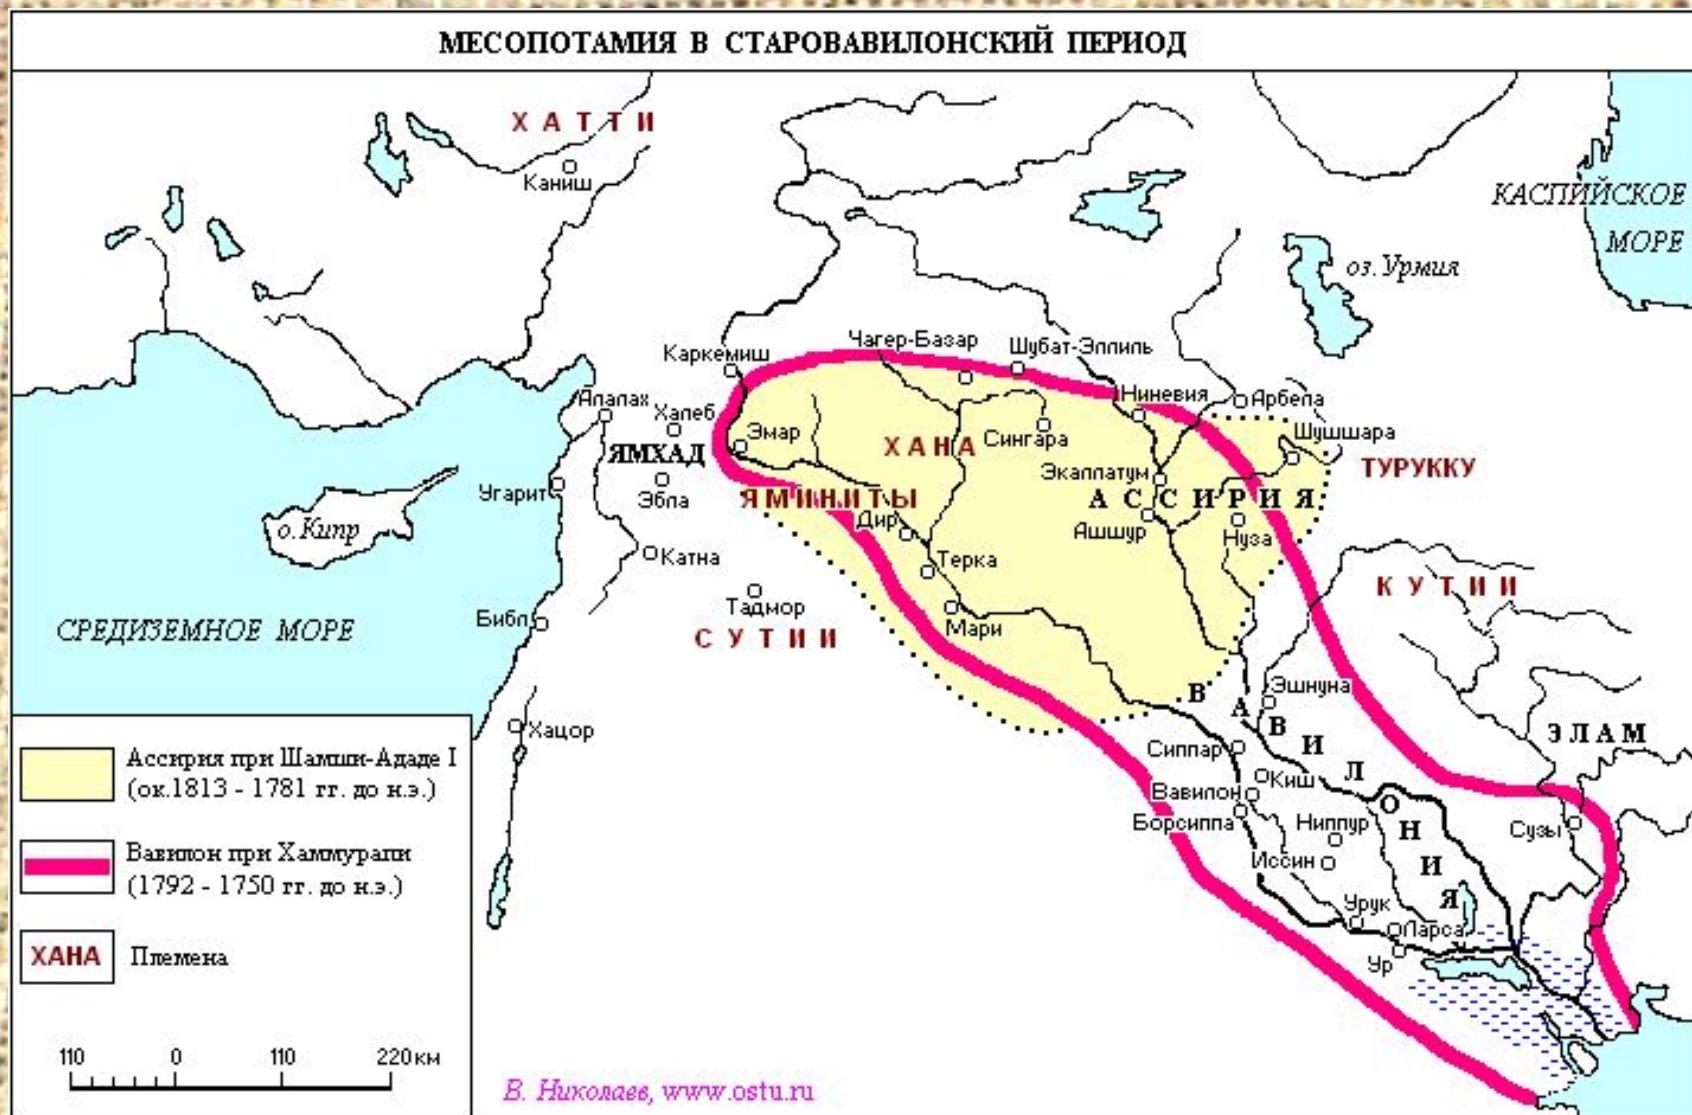 МЕСОПОТАМИЯ В СТАРОВАВИЛОНСКИЙ ПЕРИОД
ХАТТИ
Каниш
КАСПИЙСКОЕ
МОРЕ
оз. Урмия
Чагер-Базар
Шубат-Эллиль
Каркемиш
Ниневия
Арбела
Алалах
Халеб
Эмар
ХАНА
Сингара
Шушшара
ЯМХАД
Экаллатум
ТУРУККУ
Угарит
Эбла
ЯМИНИТЫ
АССИРИЯ
о. Кипр
Дир
Ашшур
Нуза
Катна
Терка
КУТИИ
Тадмор
Библ
Мари
СРЕДИЗЕМНОЕ МОРЕ
СУТИИ
Эшнуна
ВАВИЛОНИЯ
Хацор
ЭЛАМ
Сиппар
Киш
Вавилон
Борсиппа
Ниппур
Сузы
Иссин
Урук
Ларса
Ур
Ассирия при Шамши-Ададе I
(ок.1813 - 1781 гг. до н.э.)
Вавилон при Хаммурапи
(1792 - 1750 гг. до н.э.)
ХАНА Племена
110 0 110 220 км
В. Николаев, www.ostu.ru